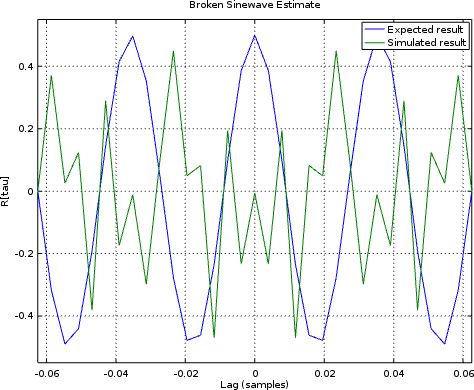 Broken Sinewave Estimate
Expected result
Simulated result
0.4
0.2
0
-0.2
-0.4
R[tau]
-0.06
-0.04
-0.02
0
0.02
0.04
0.06
Lag (samples)